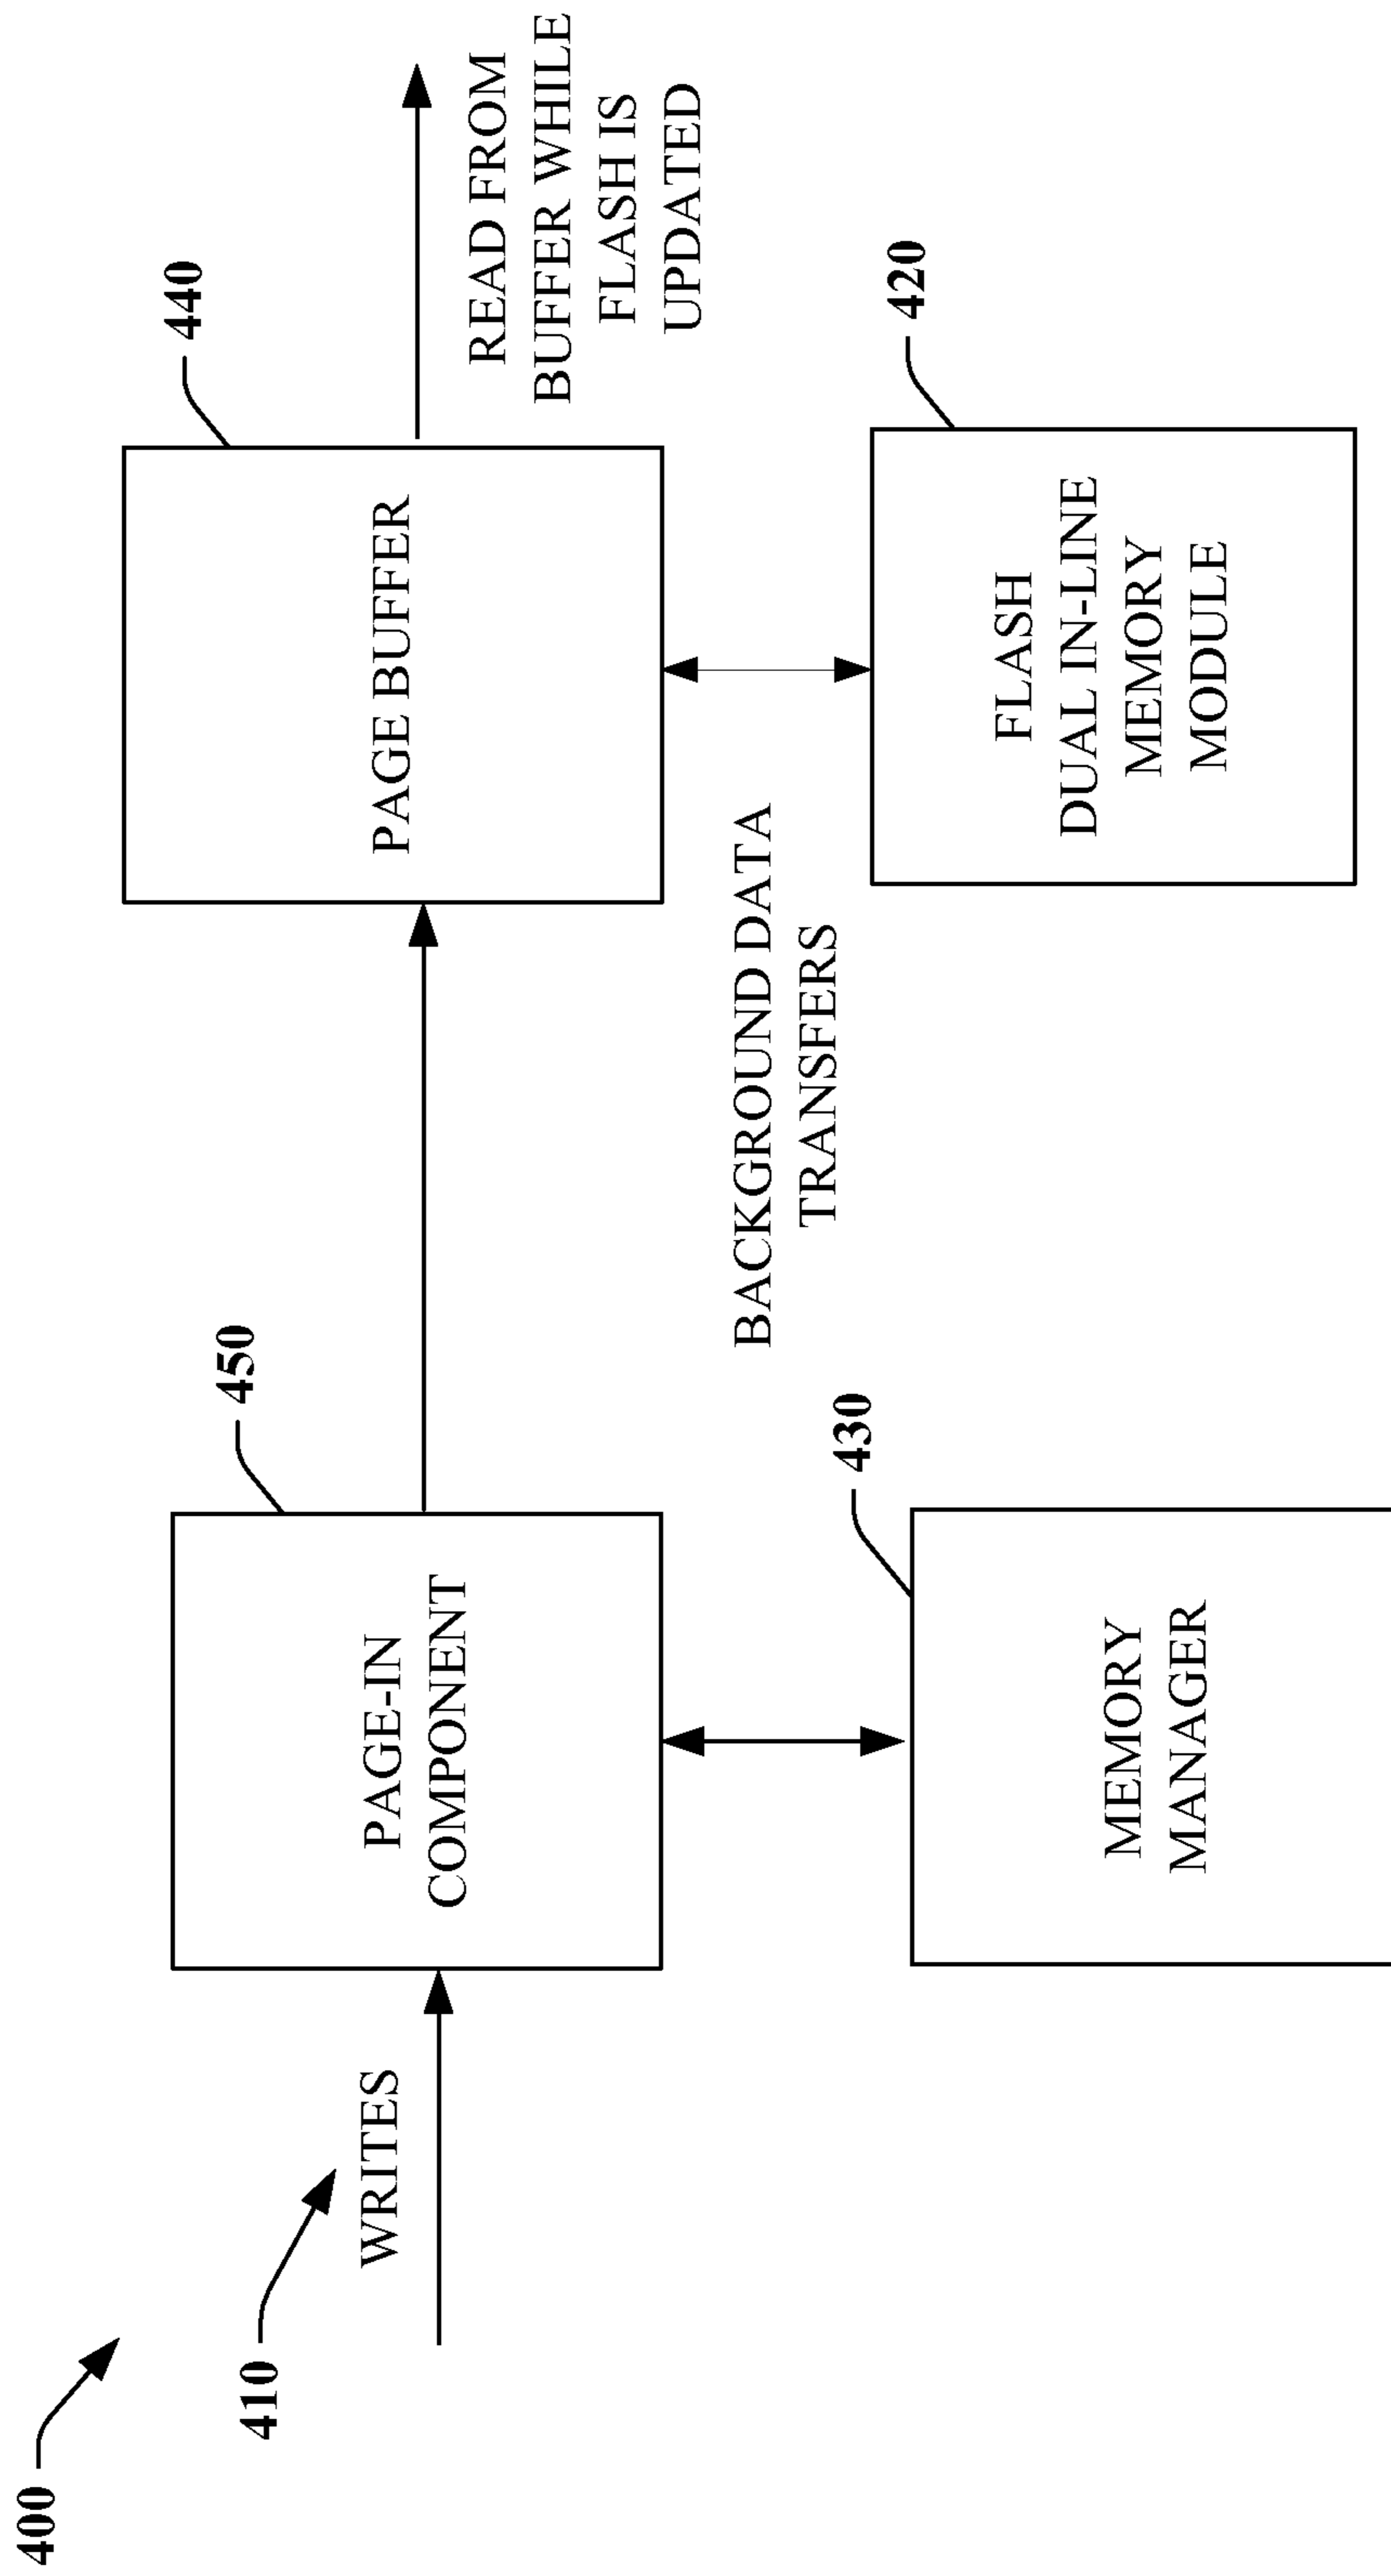 400
410
WRITES
450
PAGE-IN
COMPONENT
430
MEMORY
MANAGER
BACKGROUND DATA
TRANSFERS
440
PAGE BUFFER
READ FROM
BUFFER WHILE
FLASH IS
UPDATED
420
FLASH
DUAL IN-LINE
MEMORY
MODULE